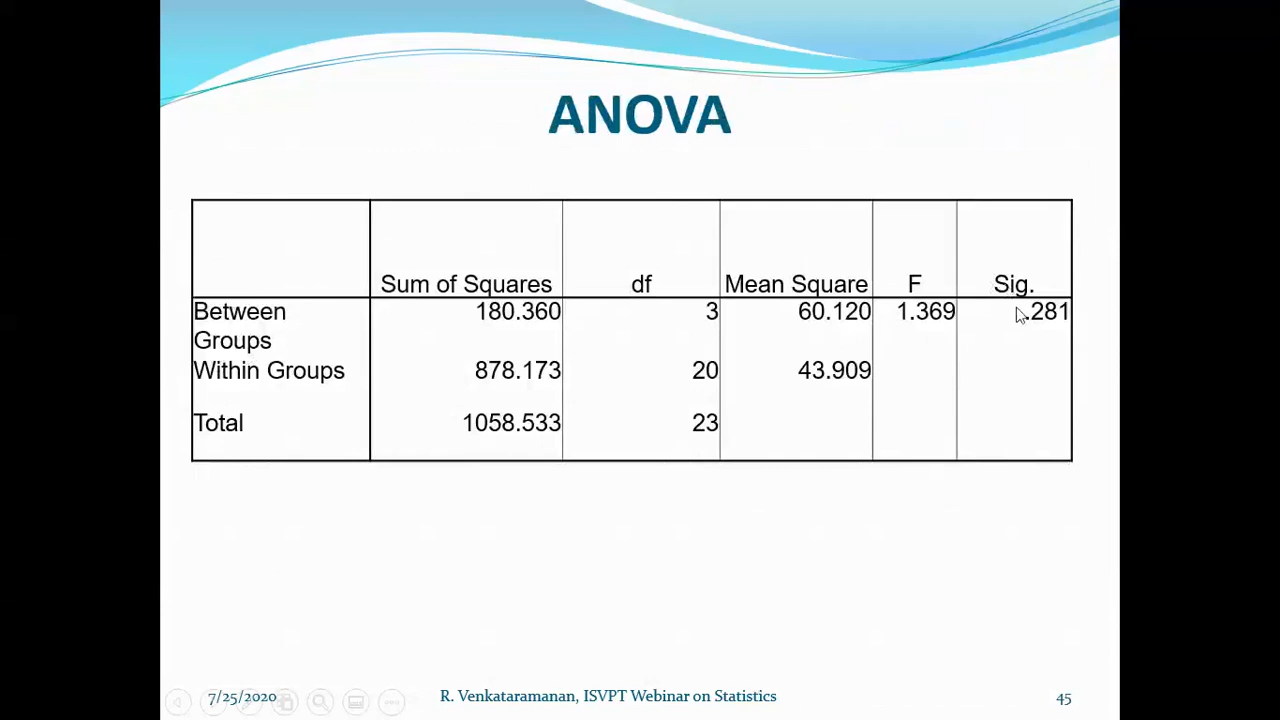 ANOVA
Sum of Squares df Mean Square F Sig.
Between Groups 180.360 3 60.120 1.369 .281
Within Groups 878.173 20 43.909
Total 1058.533 23
7/25/2020 R. Venkataramanan, ISVPT Webinar on Statistics 45